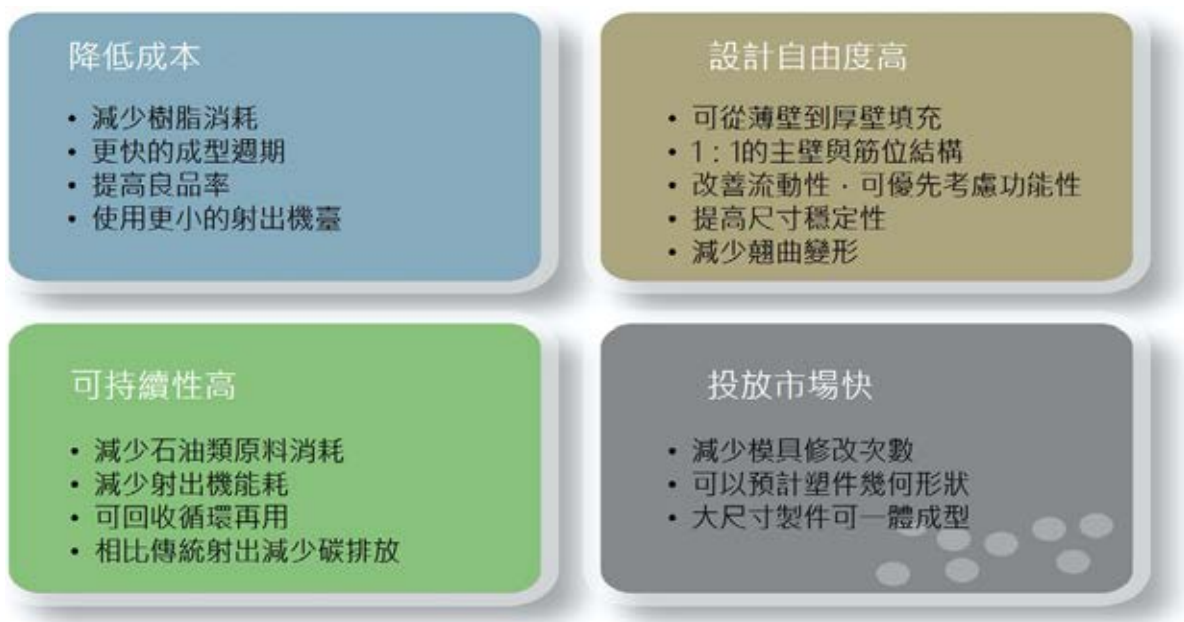 降低成本
• 減少樹脂消耗
• 更快的成型週期
• 提高良品率
• 使用更小的射出機臺
設計自由度高
• 可從薄壁到厚壁填充
• 1：1的主壁與筋位結構
• 改善流動性，可優先考慮功能性
• 提高尺寸穩定性
• 減少翹曲變形
可持續性高
• 減少石油類原料消耗
• 減少射出機能耗
• 可回收循環再用
• 相比傳統射出減少碳排放
投放市場快
• 減少模具修改次數
• 可以預計塑件幾何形狀
• 大尺寸製件可一體成型